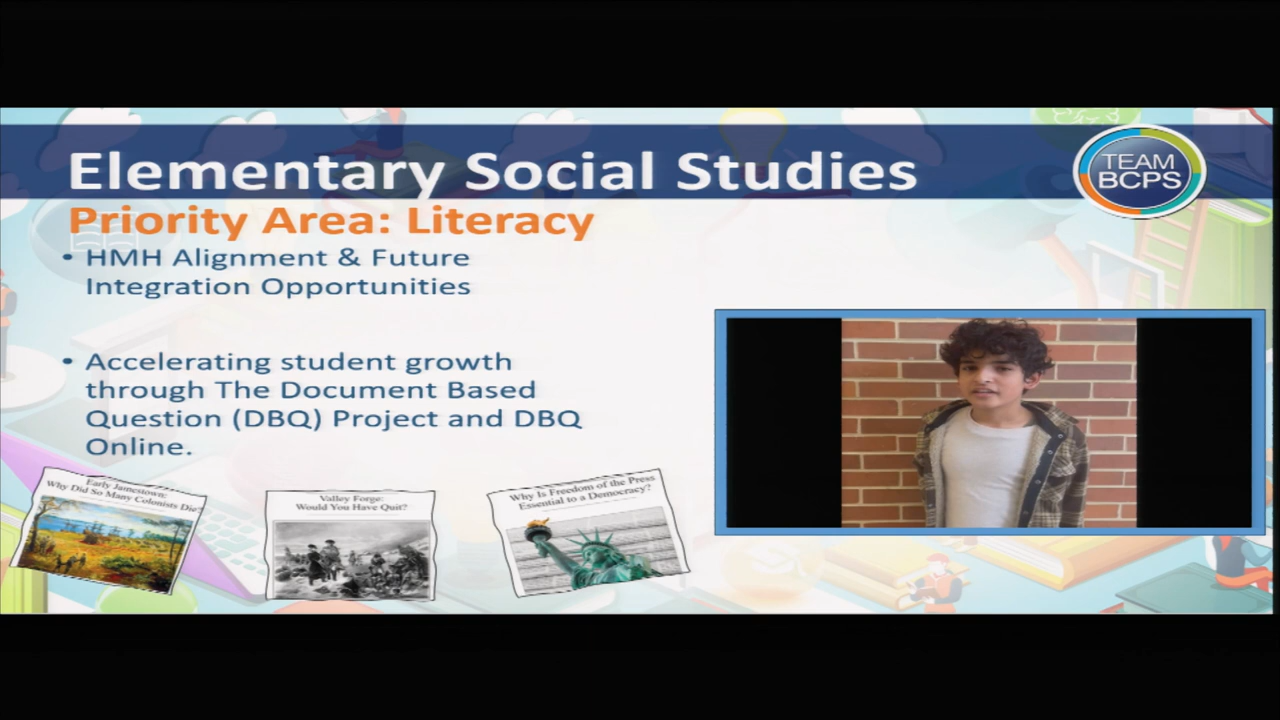 Elementary Social Studies
TEAM
BCPS
Priority Area: Literacy
• HMH Alignment & Future
Integration Opportunities
• Accelerating student growth
through The Document Based
Question (DBQ) Project and DBQ
Online.
Early Jamestown:
Why Did So Many Colonists Die?
Valley Forge:
Would You Have Quit?
Why Is Freedom of the Press
Essential to a Democracy?